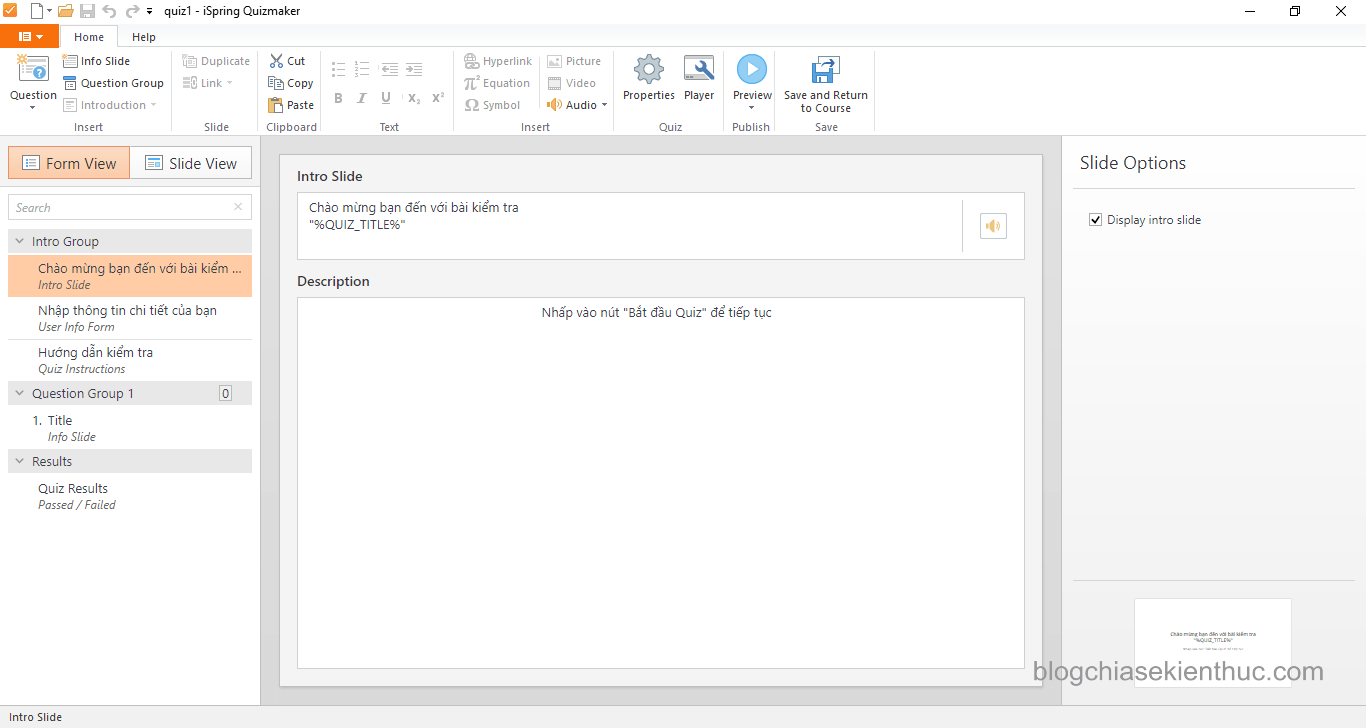 quiz1 - iSpring Quizmaker
Home
Help
Question
Info Slide
Question Group
Introduction
Insert
Duplicate
Link
Slide
Cut
Copy
Paste
Clipboard
B I U X₂ X²
Text
Hyperlink
Equation
Symbol
Picture
Video
Audio
Insert
Properties
Player
Quiz
Preview
Publish
Save and Return
to Course
Save
Form View
Slide View
Search
Intro Group
Chào mừng bạn đến với bài kiểm ...
Intro Slide
Nhập thông tin chi tiết của bạn
User Info Form
Hướng dẫn kiểm tra
Quiz Instructions
Question Group 1
0
1. Title
Info Slide
Results
Quiz Results
Passed / Failed
Intro Slide
Chào mừng bạn đến với bài kiểm tra
"%QUIZ_TITLE%"
Description
Nhấp vào nút "Bắt đầu Quiz" để tiếp tục
Slide Options
Display intro slide
Chào mừng bạn đến với bài kiểm tra
"%QUIZ_TITLE%"
blogchiasekienthuc.com
Intro Slide